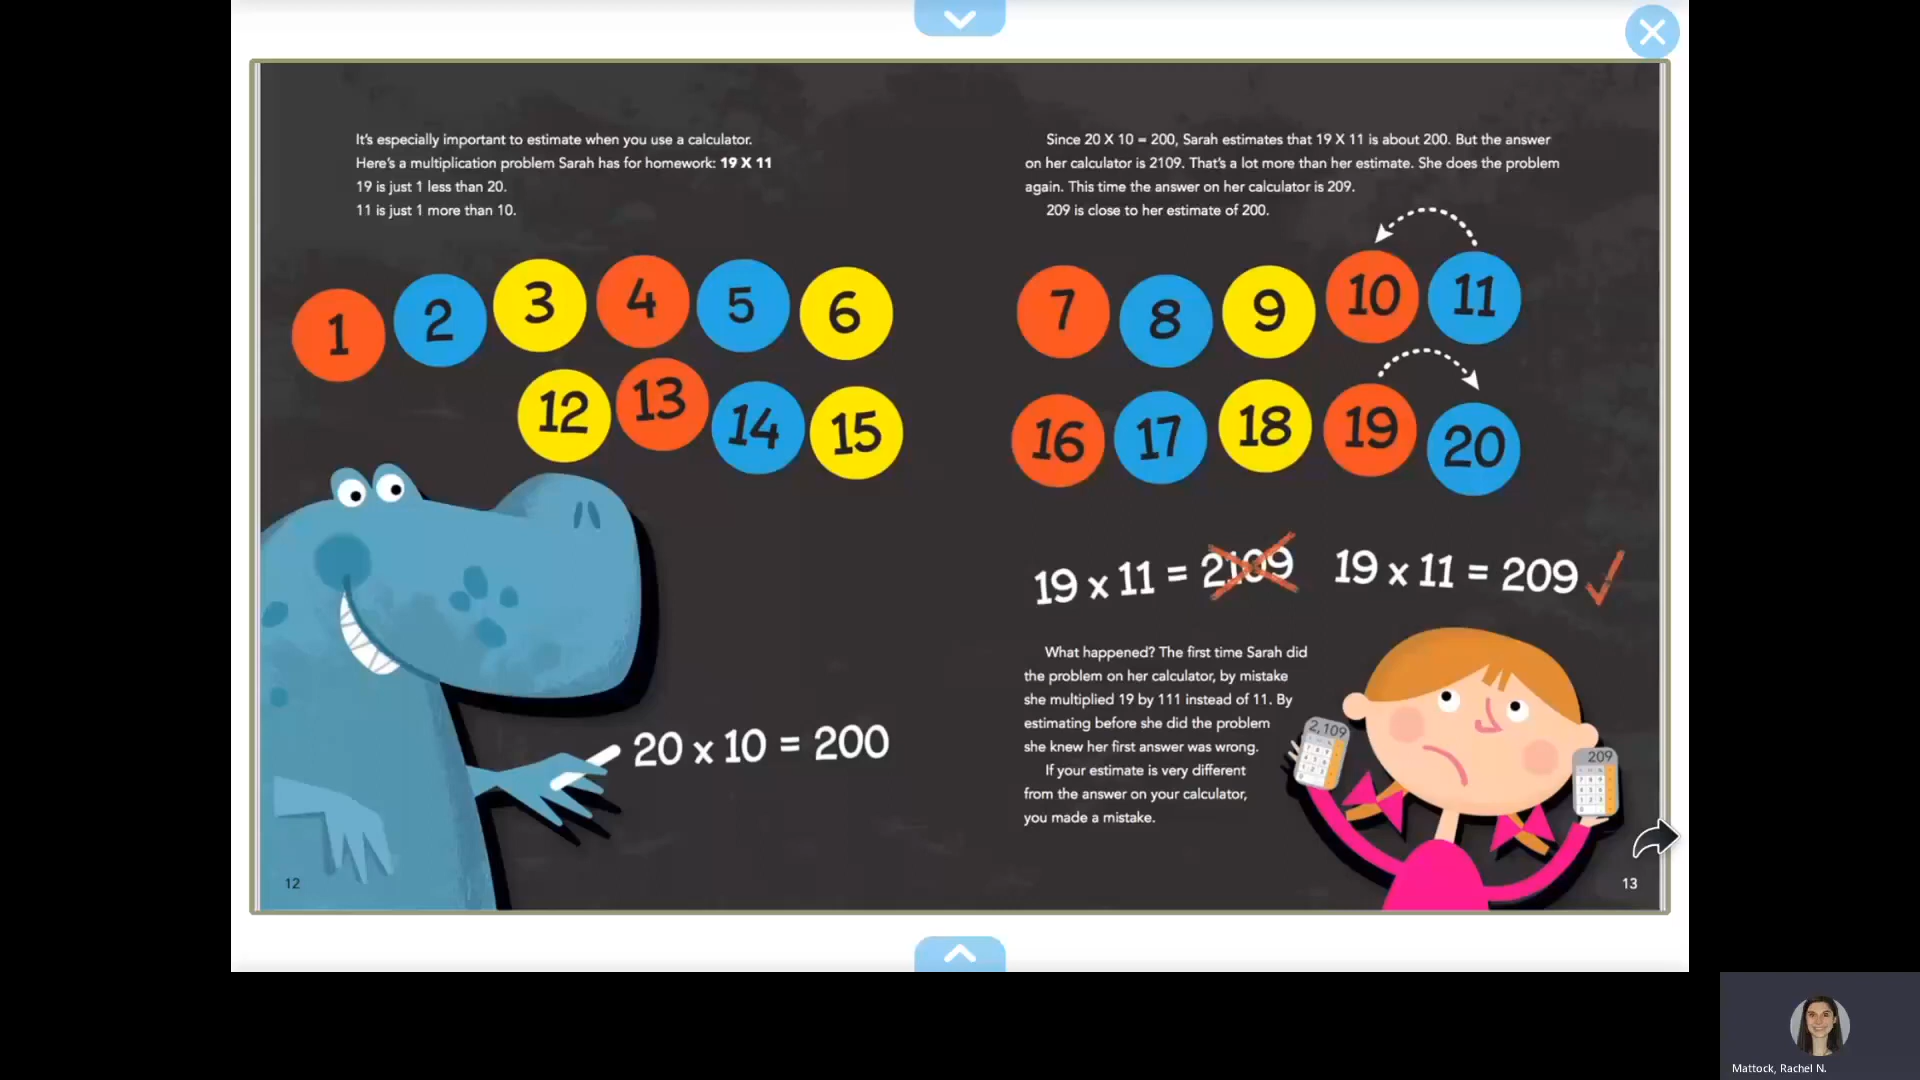 It's especially important to estimate when you use a calculator.
Here's a multiplication problem Sarah has for homework: 19 X 11
19 is just 1 less than 20.
11 is just 1 more than 10.
1 2 3 4 5 6
12 13 14 15
20 x 10 = 200
12
Since 20 X 10 = 200, Sarah estimates that 19 X 11 is about 200. But the answer
on her calculator is 2109. That's a lot more than her estimate. She does the problem
again. This time the answer on her calculator is 209.
209 is close to her estimate of 200.
7 8 9 10 11
16 17 18 19 20
19 x 11 = 2109 19 x 11 = 209
What happened? The first time Sarah did
the problem on her calculator, by mistake
she multiplied 19 by 111 instead of 11. By
estimating before she did the problem
she knew her first answer was wrong.
If your estimate is very different
from the answer on your calculator,
you made a mistake.
2,109
209
13
Mattock, Rachel N.